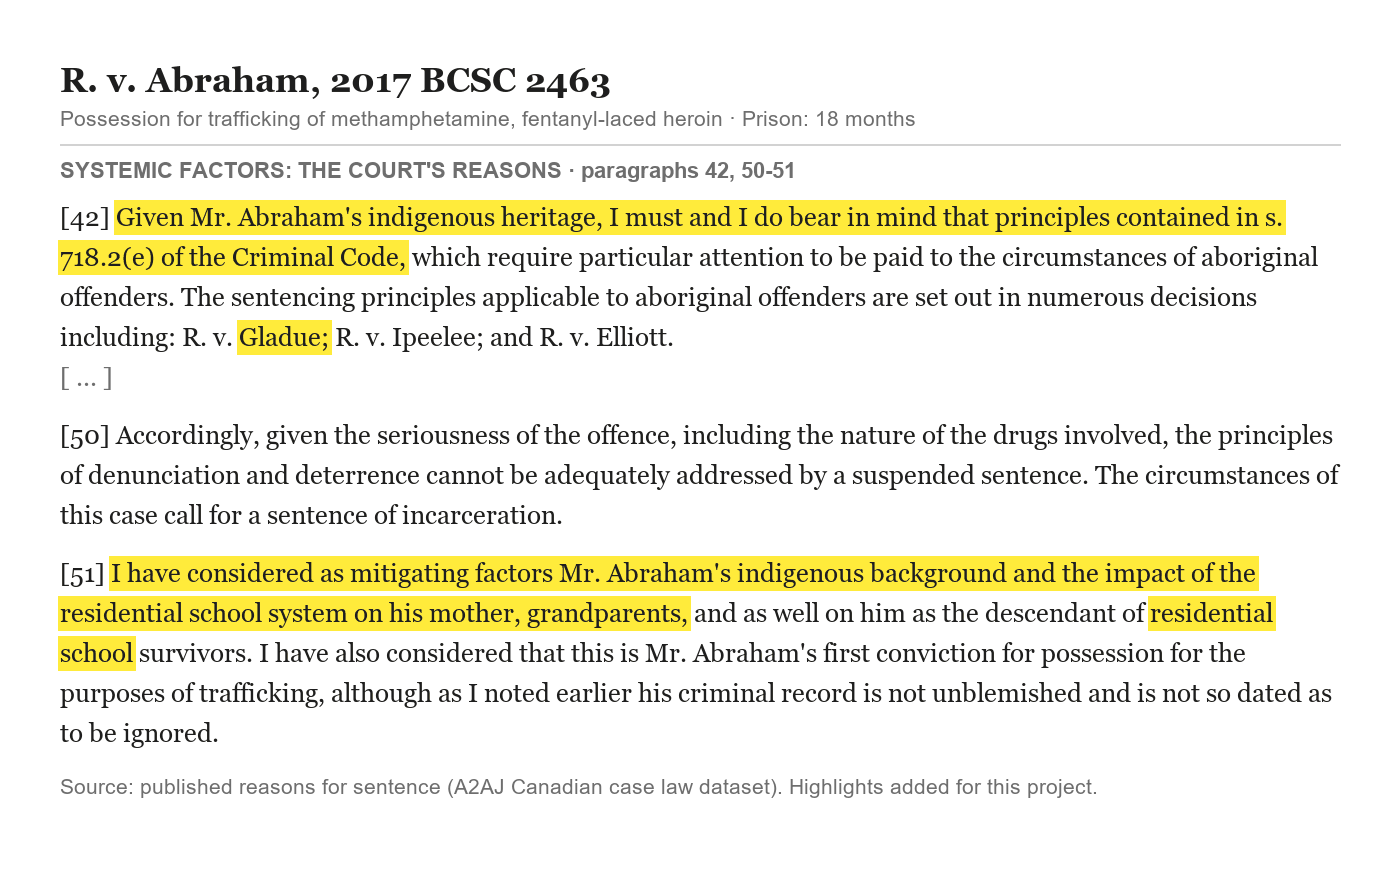 R. v. Abraham, 2017 BCSC 2463
Possession for trafficking of methamphetamine, fentanyl-laced heroin · Prison: 18 months
SYSTEMIC FACTORS: THE COURT'S REASONS · paragraphs 42, 50-51
[42] Given Mr. Abraham's indigenous heritage, I must and I do bear in mind that principles contained in s.
718.2(e) of the Criminal Code, which require particular attention to be paid to the circumstances of aboriginal
offenders. The sentencing principles applicable to aboriginal offenders are set out in numerous decisions
including: R. v. Gladue; R. v. Ipeelee; and R. v. Elliott.
[ ... ]
[50] Accordingly, given the seriousness of the offence, including the nature of the drugs involved, the principles
of denunciation and deterrence cannot be adequately addressed by a suspended sentence. The circumstances of
this case call for a sentence of incarceration.
[51] I have considered as mitigating factors Mr. Abraham's indigenous background and the impact of the
residential school system on his mother, grandparents, and as well on him as the descendant of residential
school survivors. I have also considered that this is Mr. Abraham's first conviction for possession for the
purposes of trafficking, although as I noted earlier his criminal record is not unblemished and is not so dated as
to be ignored.
Source: published reasons for sentence (A2AJ Canadian case law dataset). Highlights added for this project.